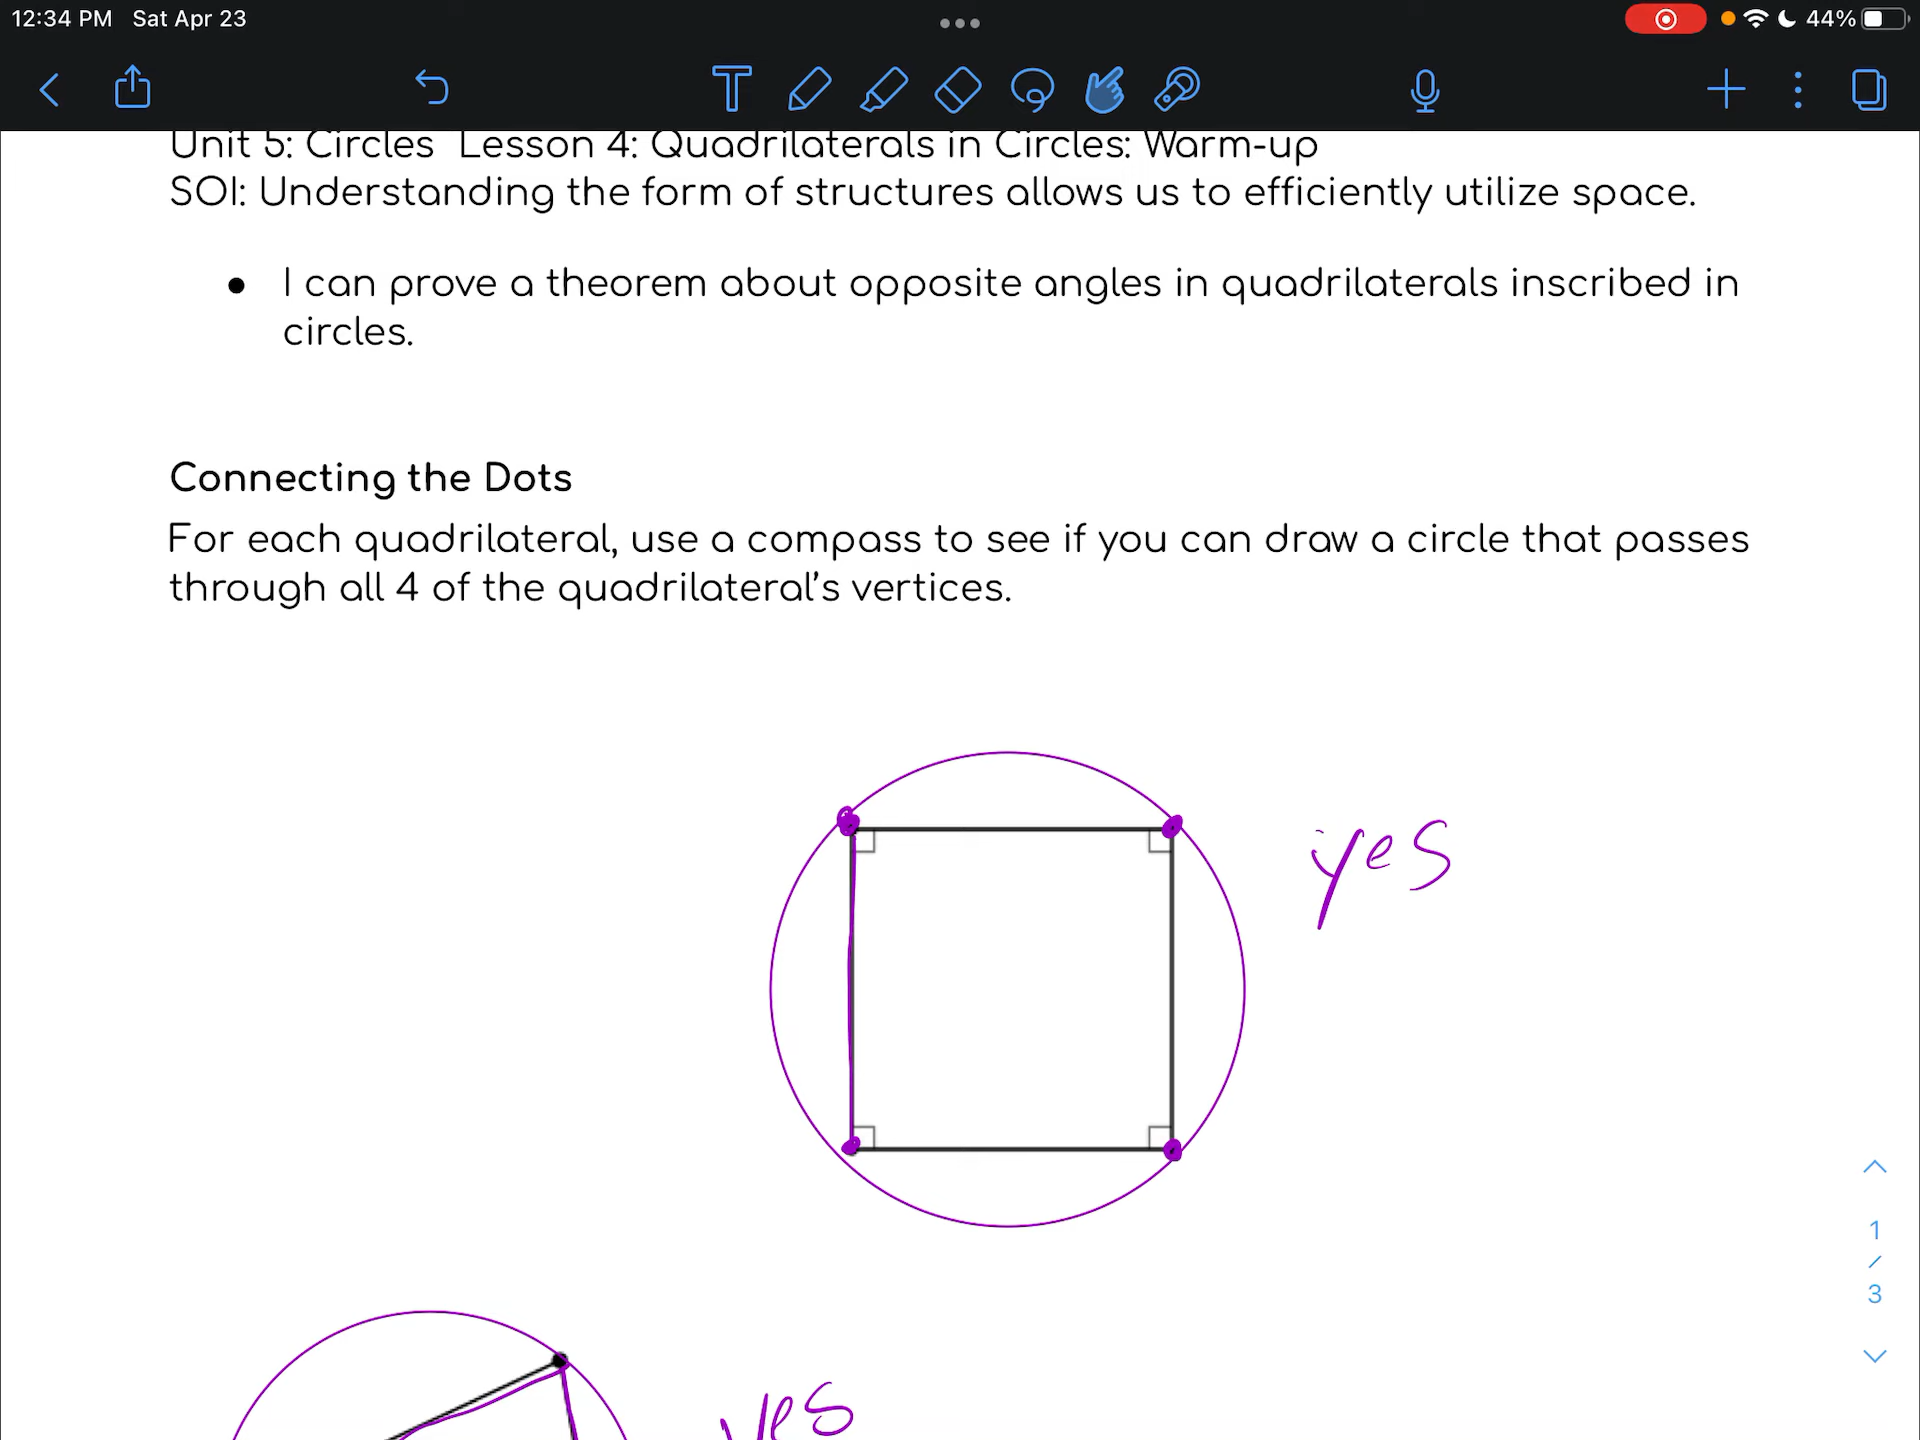 12:34 PM Sat Apr 23
44%
Unit 5: Circles Lesson 4: Quadrilaterals in Circles: Warm-up
SOI: Understanding the form of structures allows us to efficiently utilize space.
● I can prove a theorem about opposite angles in quadrilaterals inscribed in
circles.
Connecting the Dots
For each quadrilateral, use a compass to see if you can draw a circle that passes
through all 4 of the quadrilateral's vertices.
yes
1
/
3
yes